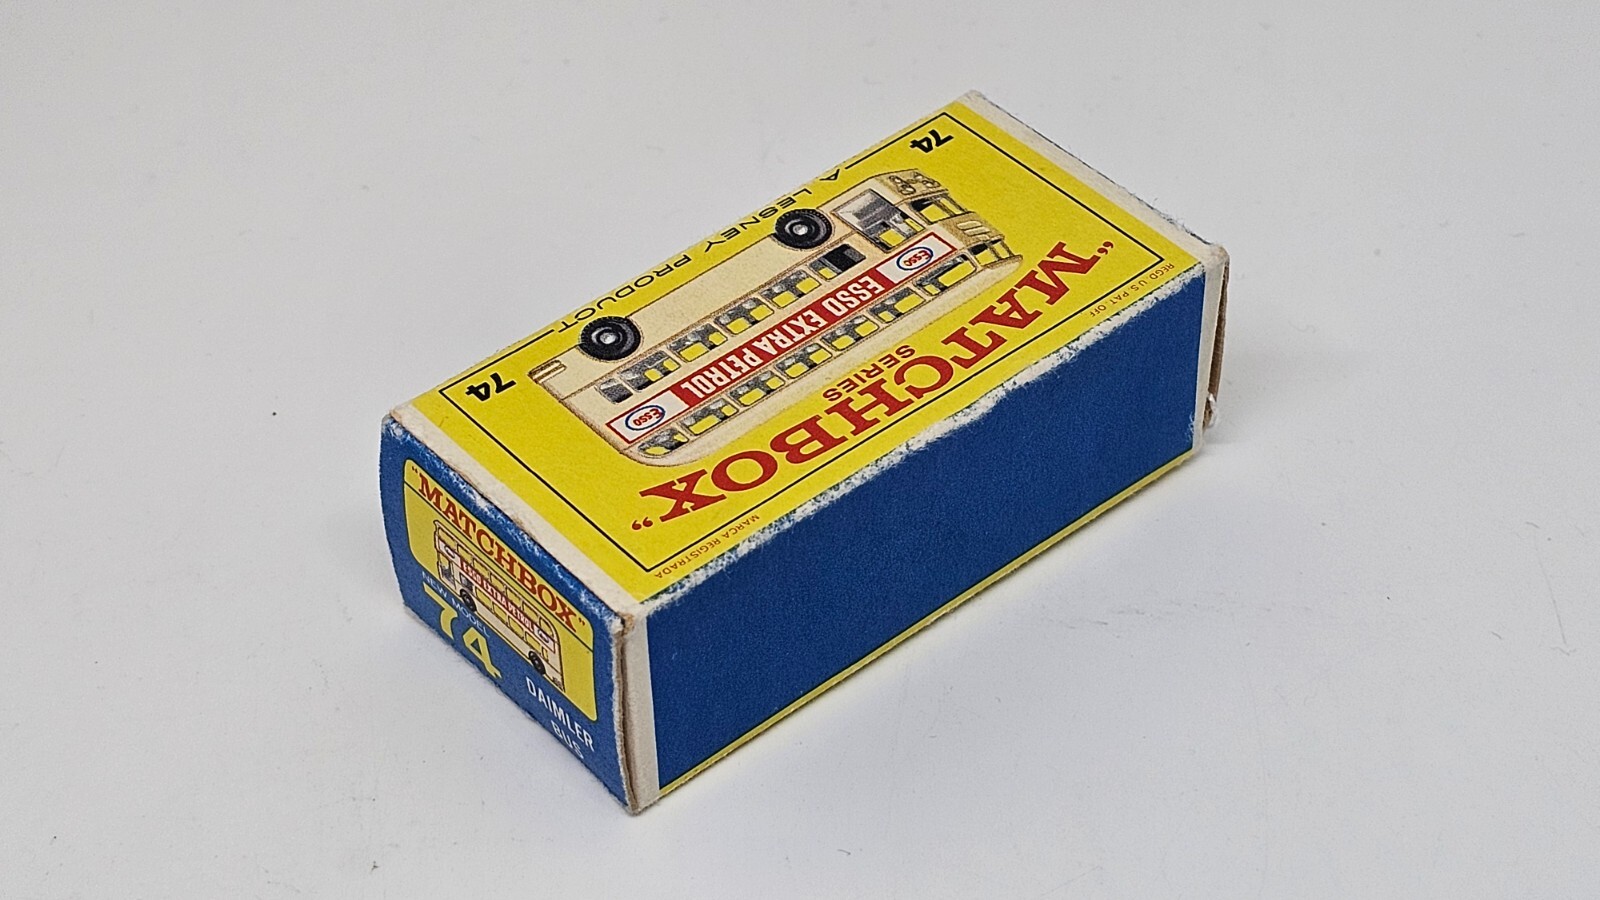 "MATCHBOX"
SERIES
REGD U.S PAT. OFF
MARCA REGISTRADA
Esso
ESSO EXTRA PETROL
Esso
74
A LESNEY PRODUCT
74
"MATCHBOX"
ESSO EXTRA PETROL
NEW MODEL
74
DAIMLER
BUS